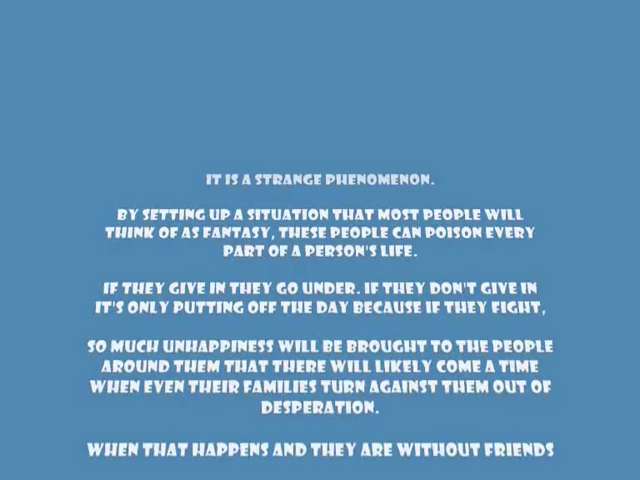 IT IS A STRANGE PHENOMENON.
BY SETTING UP A SITUATION THAT MOST PEOPLE WILL
THINK OF AS FANTASY, THESE PEOPLE CAN POISON EVERY
PART OF A PERSON'S LIFE.
IF THEY GIVE IN THEY GO UNDER. IF THEY DON'T GIVE IN
IT'S ONLY PUTTING OFF THE DAY BECAUSE IF THEY FIGHT,
SO MUCH UNHAPPINESS WILL BE BROUGHT TO THE PEOPLE
AROUND THEM THAT THERE WILL LIKELY COME A TIME
WHEN EVEN THEIR FAMILIES TURN AGAINST THEM OUT OF
DESPERATION.
WHEN THAT HAPPENS AND THEY ARE WITHOUT FRIENDS